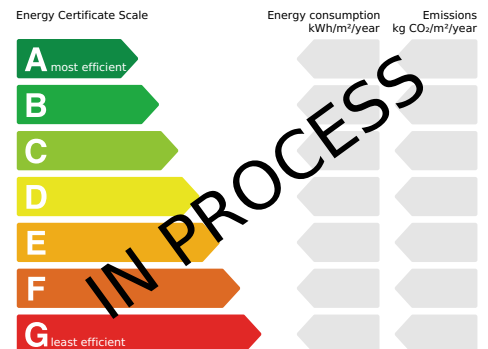 Energy Certificate Scale
Energy consumption
kWh/m²/year
Emissions
kg CO₂/m²/year
A most efficient
B
C
D
E
F
G least efficient
IN PROCESS